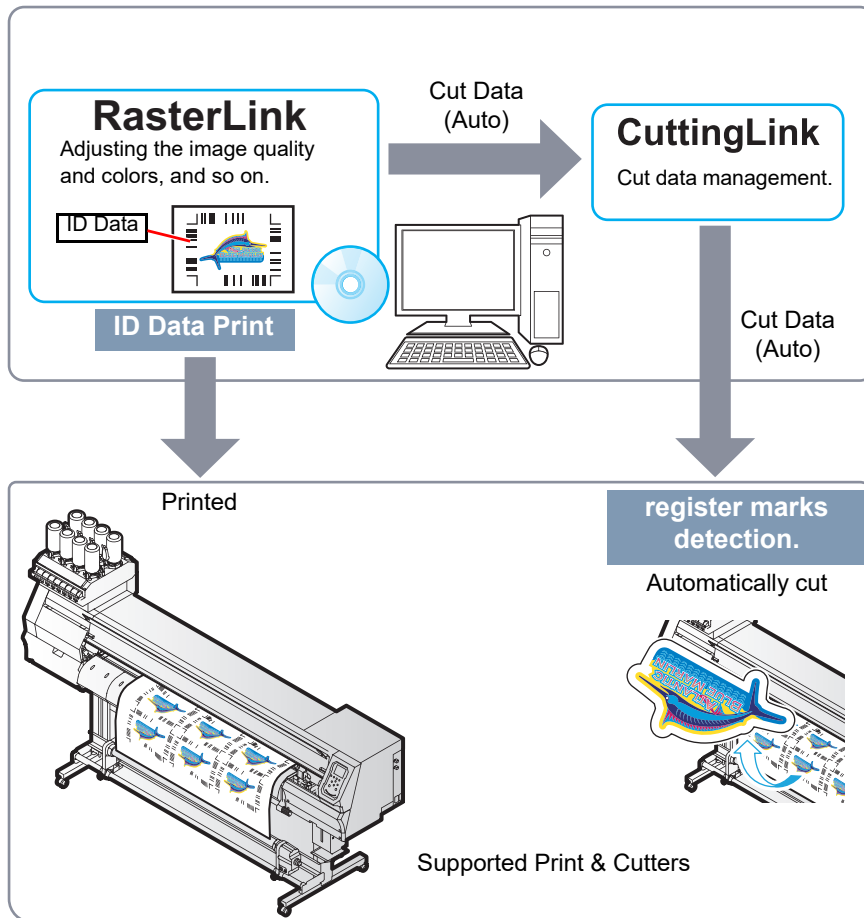 RasterLink
Adjusting the image quality
and colors, and so on.
ID Data
ID Data Print
Cut Data
(Auto)
CuttingLink
Cut data management.
Cut Data
(Auto)
Printed
register marks
detection.
Automatically cut
Supported Print & Cutters